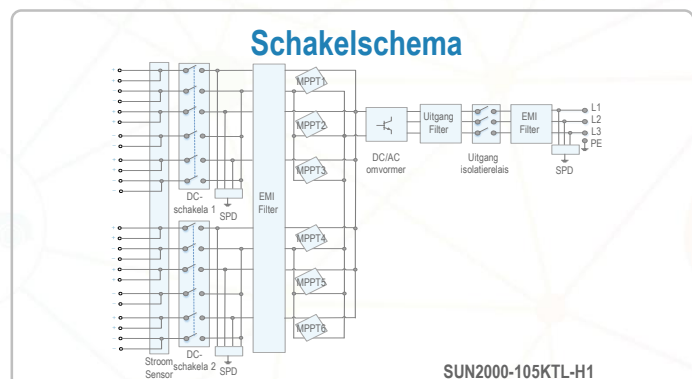 Schakelschema
MPPT1
MPPT2
MPPT3
MPPT4
MPPT5
MPPT6
DC-
schakela 1
SPD
EMI
Filter
DC/AC
omvormer
Uitgang
Filter
Uitgang
isolatierelais
EMI
Filter
L1
L2
L3
PE
SPD
Stroom
Sensor
DC-
schakela 2
SPD
SUN2000-105KTL-H1